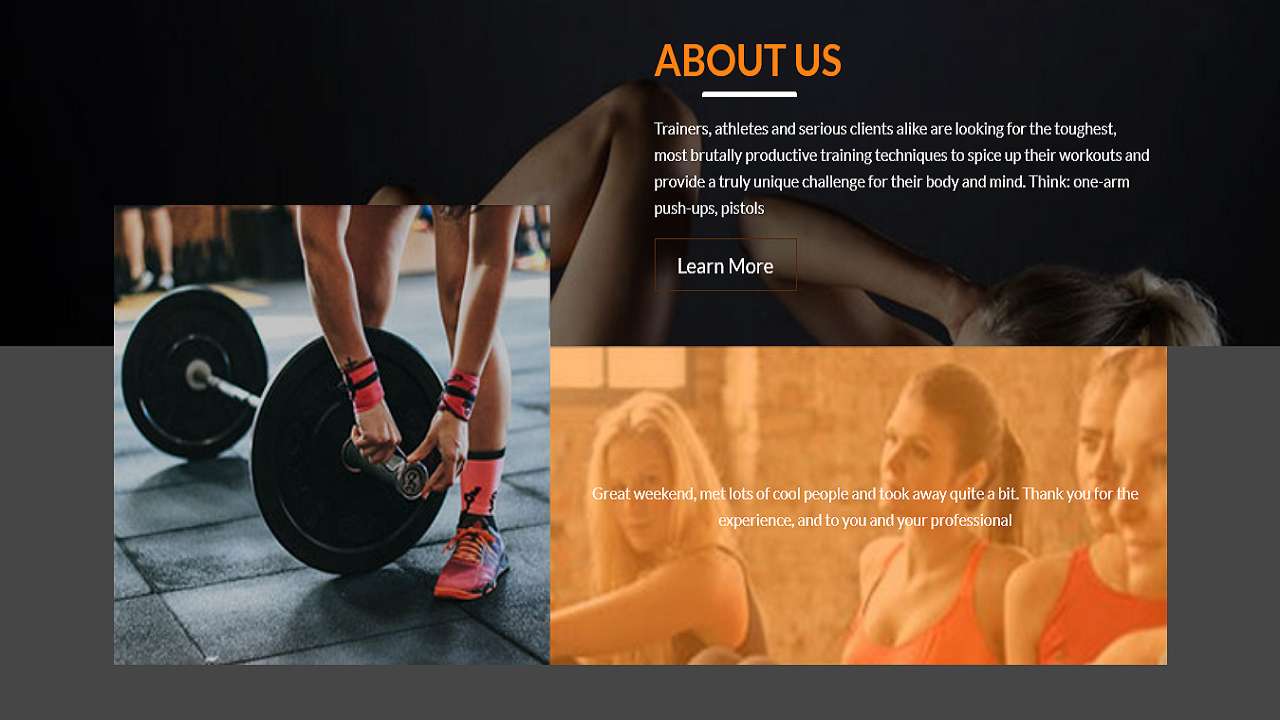 ABOUT US
Trainers, athletes and serious clients alike are looking for the toughest,
most brutally productive training techniques to spice up their workouts and
provide a truly unique challenge for their body and mind. Think: one-arm
push-ups, pistols
Learn More
Great weekend, met lots of cool people and took away quite a bit. Thank you for the
experience, and to you and your professional